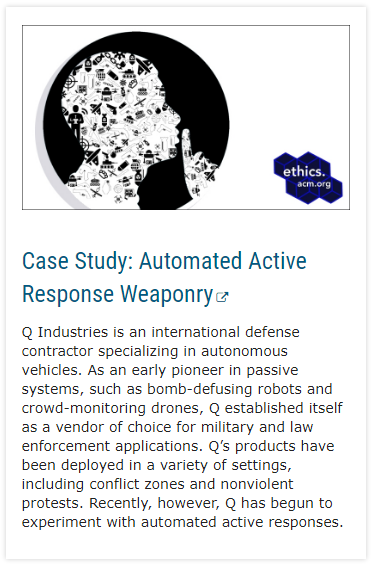 ethics.
acm.org
Case Study: Automated Active
Response Weaponry
Q Industries is an international defense
contractor specializing in autonomous
vehicles. As an early pioneer in passive
systems, such as bomb-defusing robots and
crowd-monitoring drones, Q established itself
as a vendor of choice for military and law
enforcement applications. Q’s products have
been deployed in a variety of settings,
including conflict zones and nonviolent
protests. Recently, however, Q has begun to
experiment with automated active responses.